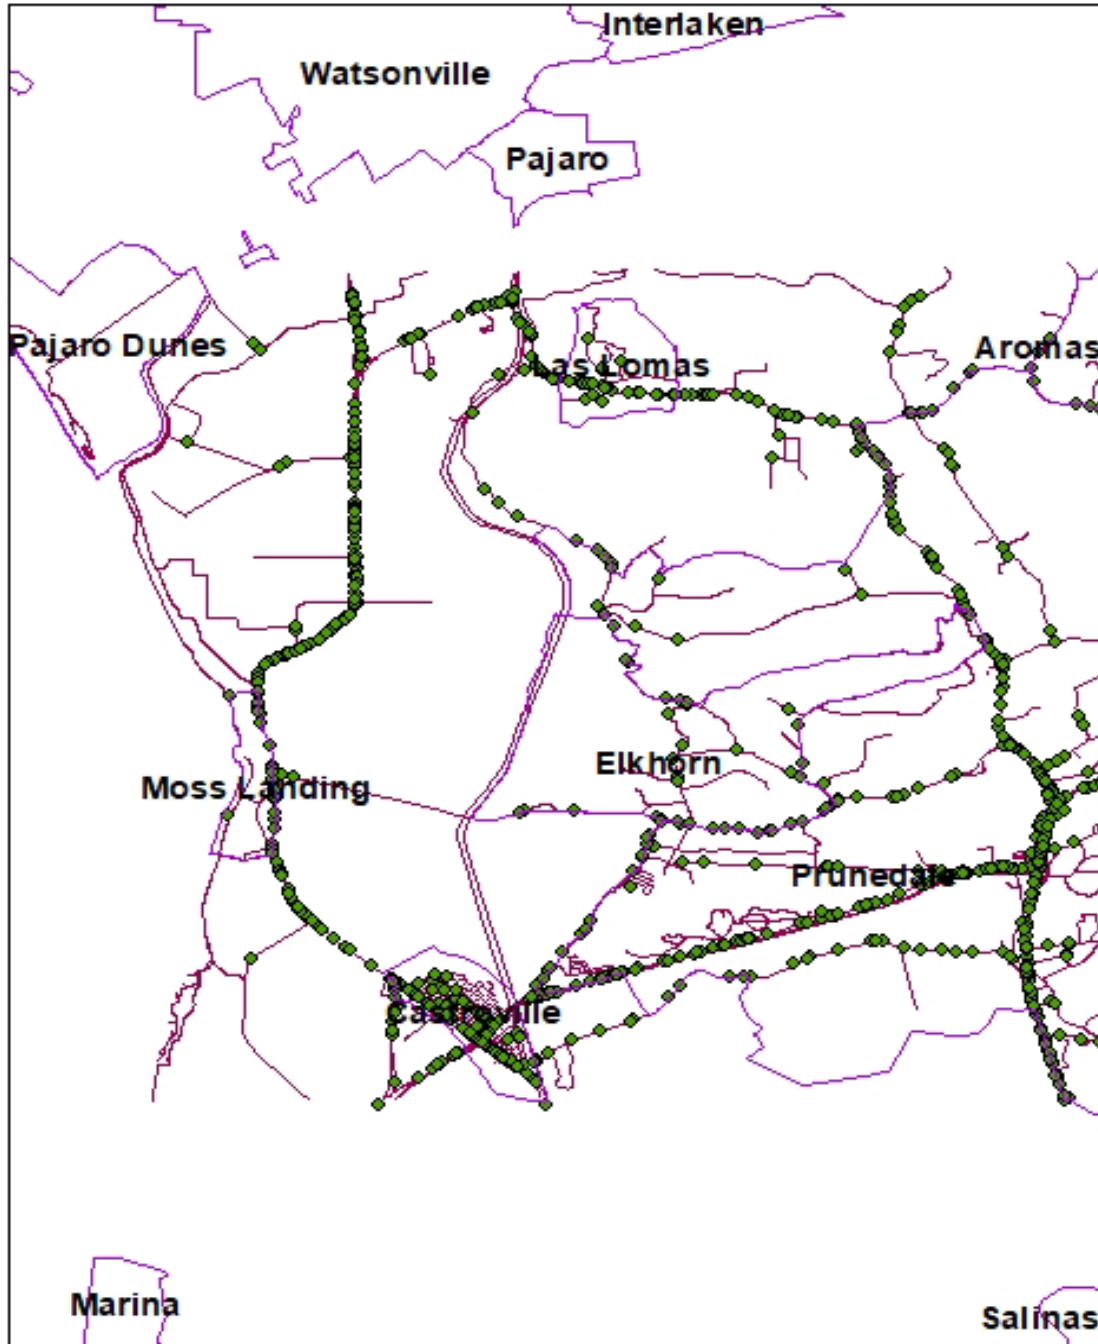 Interlaken
Watsonville
Pajaro
Pajaro Dunes
Aromas
Las Lomas
Elkhorn
Moss Landing
Prunedale
Castroville
Marina
Salinas